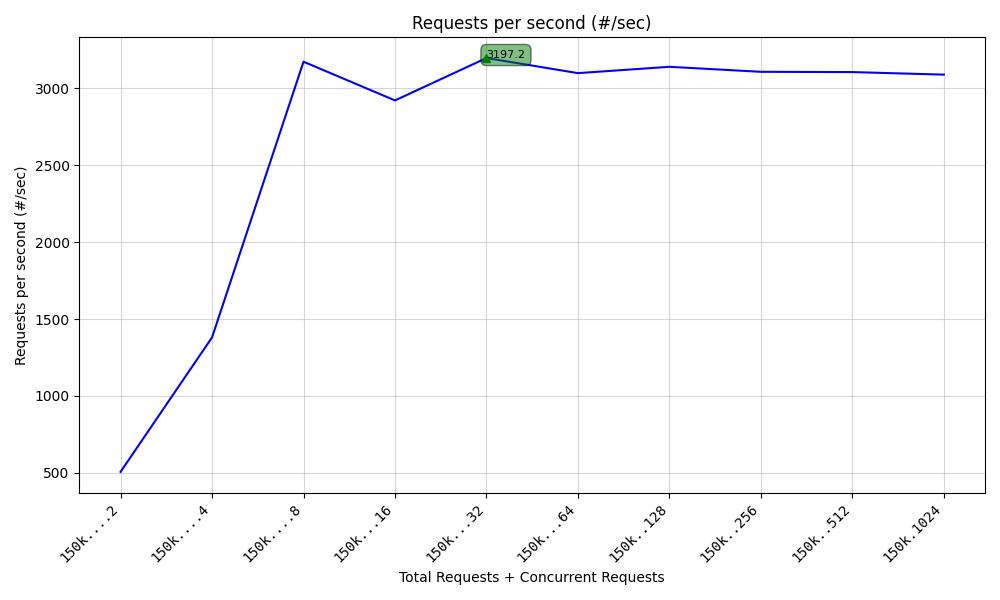 Requests per second (#/sec)
3197.2
Requests per second (#/sec)
3000
2500
2000
1500
1000
500
150k....2
150k....4
150k....8
150k...16
150k...32
150k...64
150k..128
150k..256
150k..512
150k.1024
Total Requests + Concurrent Requests